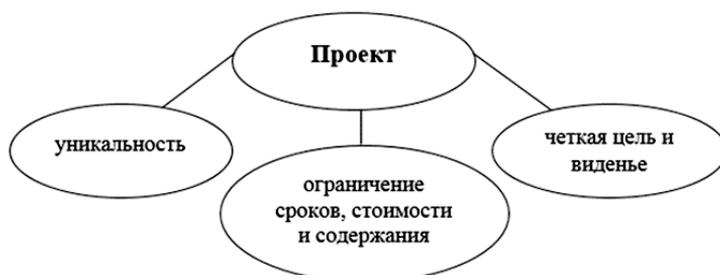 Проект
уникальность
ограничение
сроков, стоимости
и содержания
четкая цель и
виденье